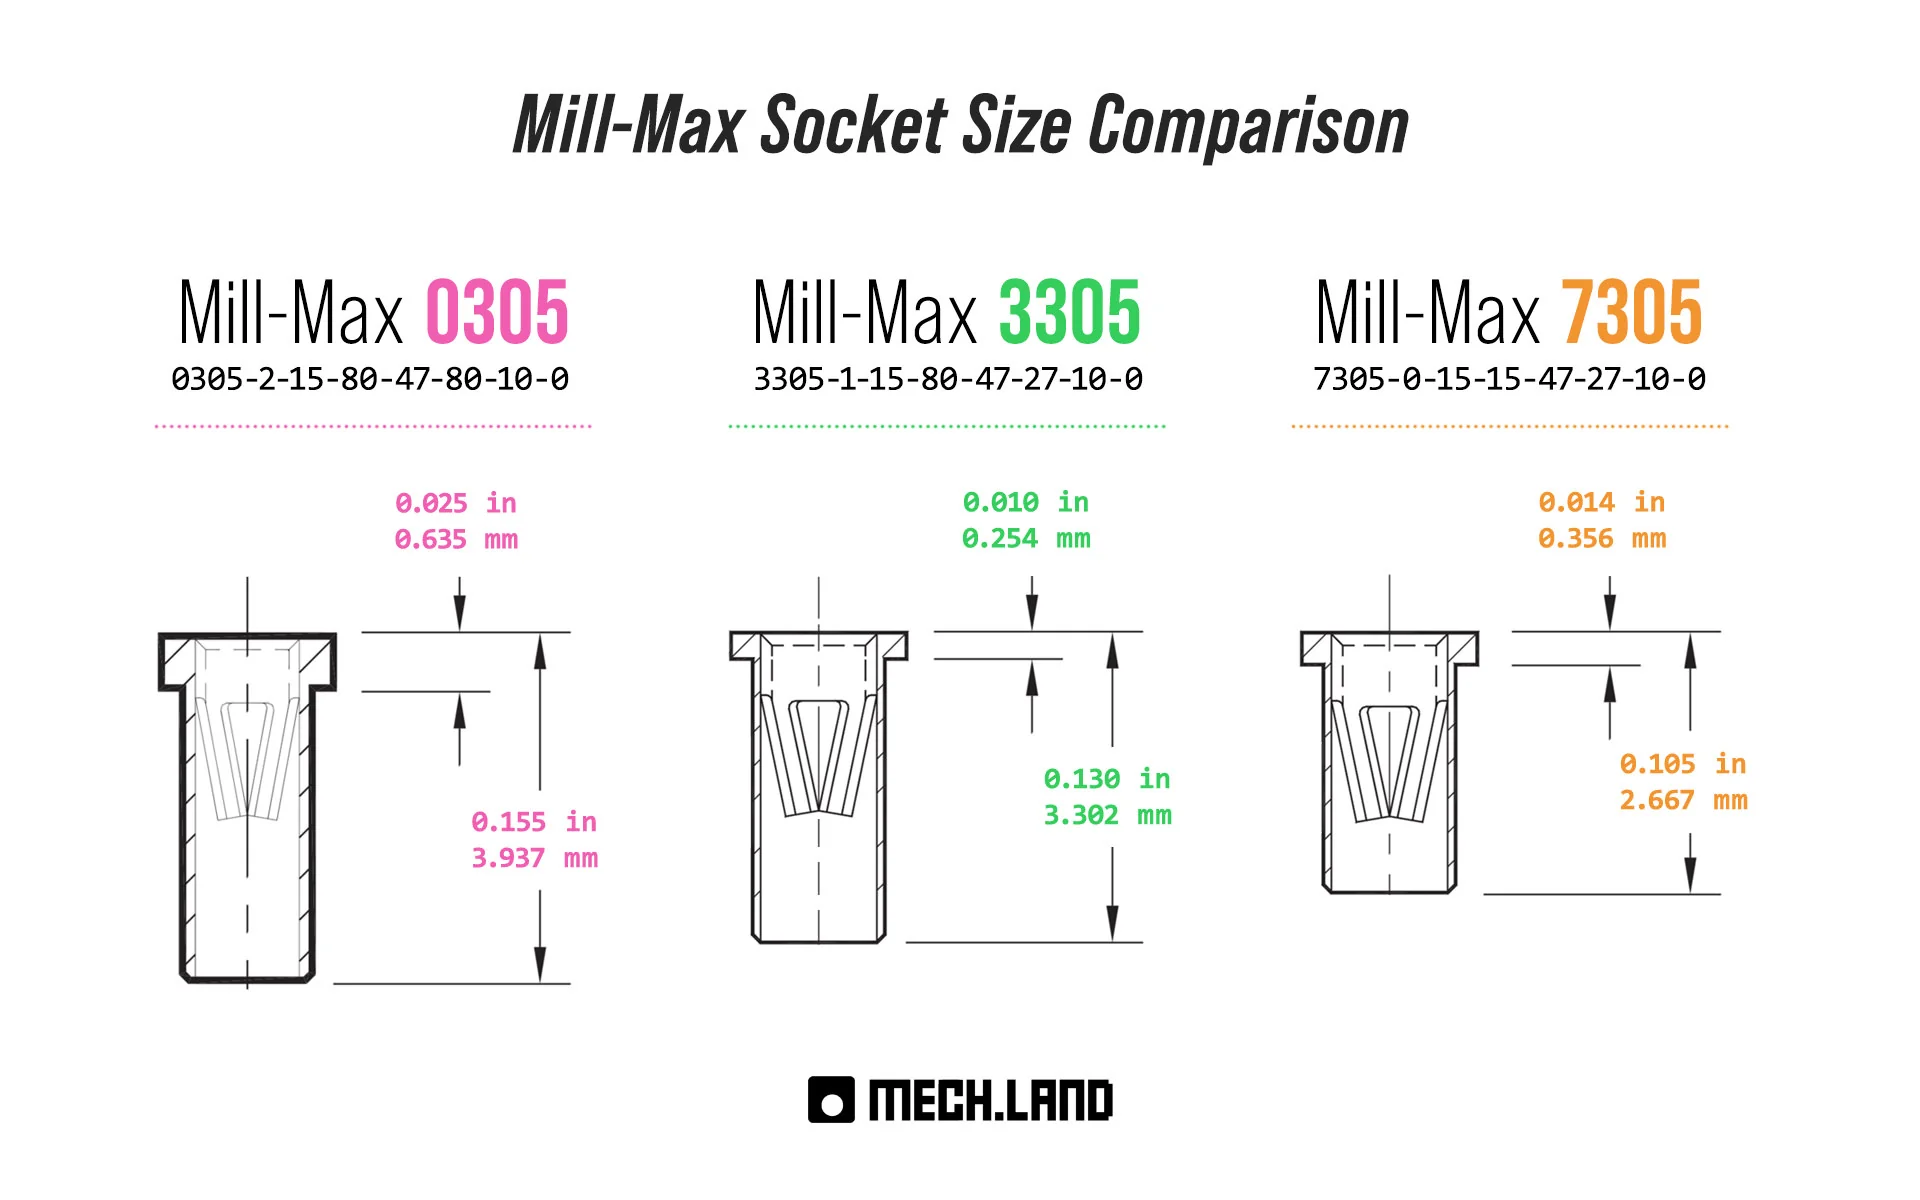 Mill-Max Socket Size Comparison
Mill-Max 0305
0305-2-15-80-47-80-10-0
0.025 in
0.635 mm
0.155 in
3.937 mm
Mill-Max 3305
3305-1-15-80-47-27-10-0
0.010 in
0.254 mm
0.130 in
3.302 mm
Mill-Max 7305
7305-0-15-15-47-27-10-0
0.014 in
0.356 mm
0.105 in
2.667 mm
MECH.LAND